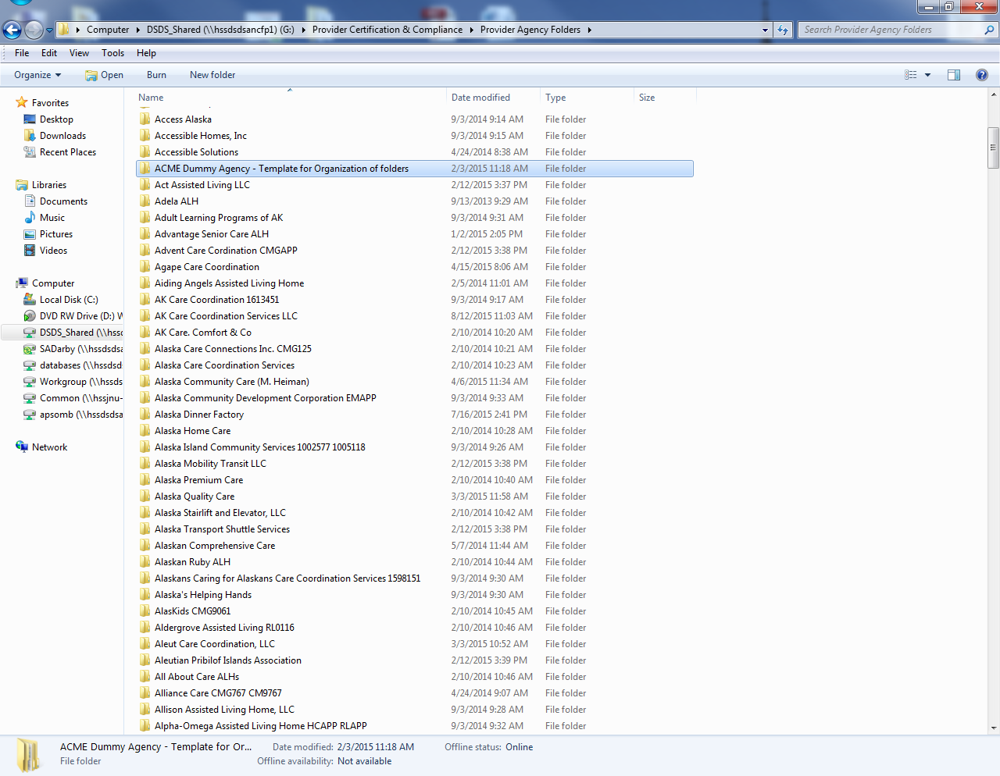 Computer ▸ DSDS_Shared (\\hssdsdsancfp1) (G:) ▸ Provider Certification & Compliance ▸ Provider Agency Folders ▸ Search Provider Agency Folders
File Edit View Tools Help
Organize Open Burn New folder
Name Date modified Type Size
Favorites
Desktop
Downloads
Recent Places
Libraries
Documents
Music
Pictures
Videos
Computer
Local Disk (C:)
DVD RW Drive (D:) W
DSDS_Shared (\\hssd
SADarby (\\hssdsdsa
databases (\\hssdsd
Workgroup (\\hssds
Common (\\hssjnu-
apsomb (\\hssdsdsa
Network
Access Alaska 9/3/2014 9:14 AM File folder
Accessible Homes, Inc 9/3/2014 9:15 AM File folder
Accessible Solutions 4/24/2014 8:38 AM File folder
ACME Dummy Agency - Template for Organization of folders 2/3/2015 11:18 AM File folder
Act Assisted Living LLC 2/12/2015 3:37 PM File folder
Adela ALH 9/13/2013 9:29 AM File folder
Adult Learning Programs of AK 9/3/2014 9:31 AM File folder
Advantage Senior Care ALH 1/2/2015 2:05 PM File folder
Advent Care Cordination CMGAPP 2/12/2015 3:38 PM File folder
Agape Care Coordination 4/15/2015 8:06 AM File folder
Aiding Angels Assisted Living Home 2/5/2014 11:01 AM File folder
AK Care Coordination 1613451 9/3/2014 9:17 AM File folder
AK Care Coordination Services LLC 8/12/2015 11:03 AM File folder
AK Care. Comfort & Co 2/10/2014 10:20 AM File folder
Alaska Care Connections Inc. CMG125 2/10/2014 10:21 AM File folder
Alaska Care Coordination Services 2/10/2014 10:23 AM File folder
Alaska Community Care (M. Heiman) 4/6/2015 11:34 AM File folder
Alaska Community Development Corporation EMAPP 9/3/2014 9:33 AM File folder
Alaska Dinner Factory 7/16/2015 2:41 PM File folder
Alaska Home Care 2/10/2014 10:28 AM File folder
Alaska Island Community Services 1002577 1005118 9/3/2014 9:26 AM File folder
Alaska Mobility Transit LLC 2/12/2015 3:38 PM File folder
Alaska Premium Care 2/10/2014 10:40 AM File folder
Alaska Quality Care 3/3/2015 11:58 AM File folder
Alaska Stairlift and Elevator, LLC 2/10/2014 10:42 AM File folder
Alaska Transport Shuttle Services 2/12/2015 3:38 PM File folder
Alaskan Comprehensive Care 5/7/2014 11:44 AM File folder
Alaskan Ruby ALH 2/10/2014 10:44 AM File folder
Alaskans Caring for Alaskans Care Coordination Services 1598151 9/3/2014 9:30 AM File folder
Alaska's Helping Hands 9/3/2014 9:30 AM File folder
AlasKids CMG9061 2/10/2014 10:45 AM File folder
Aldergrove Assisted Living RL0116 2/10/2014 10:46 AM File folder
Aleut Care Coordination, LLC 3/3/2015 10:52 AM File folder
Aleutian Pribilof Islands Association 2/12/2015 3:39 PM File folder
All About Care ALHs 2/10/2014 10:46 AM File folder
Alliance Care CMG767 CM9767 4/24/2014 9:07 AM File folder
Allison Assisted Living Home, LLC 9/3/2014 9:28 AM File folder
Alpha-Omega Assisted Living Home HCAPP RLAPP 9/3/2014 9:32 AM File folder
ACME Dummy Agency - Template for Or... Date modified: 2/3/2015 11:18 AM Offline status: Online
File folder Offline availability: Not available